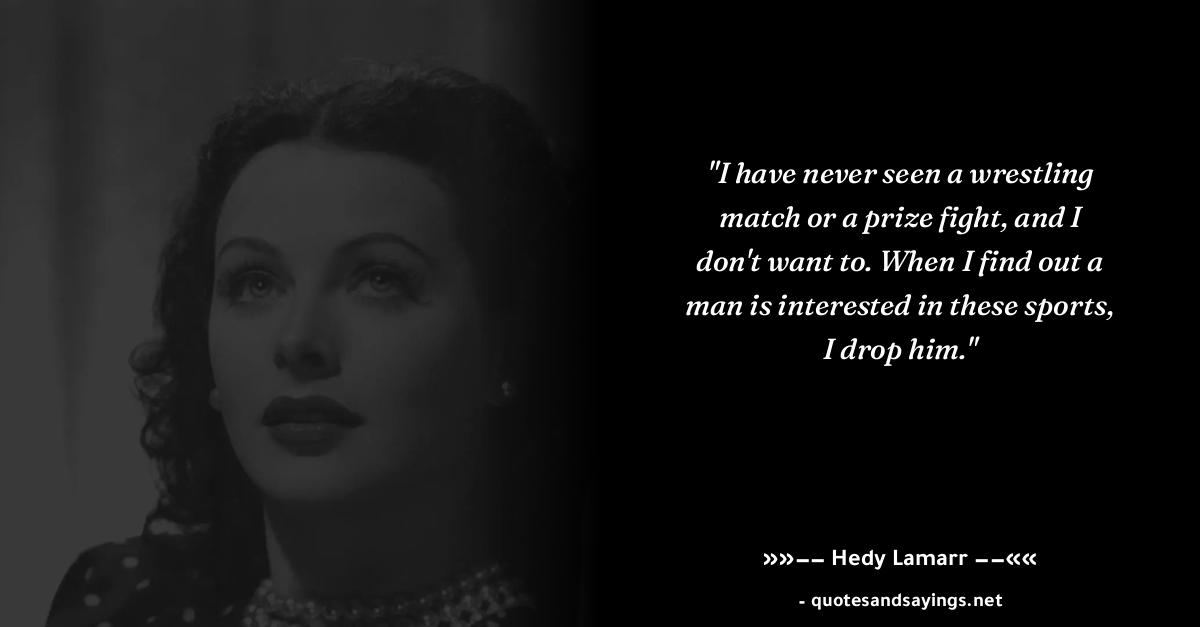 "I have never seen a wrestling
match or a prize fight, and I
don't want to. When I find out a
man is interested in these sports,
I drop him."
»»—— Hedy Lamarr ——««
- quotesandsayings.net